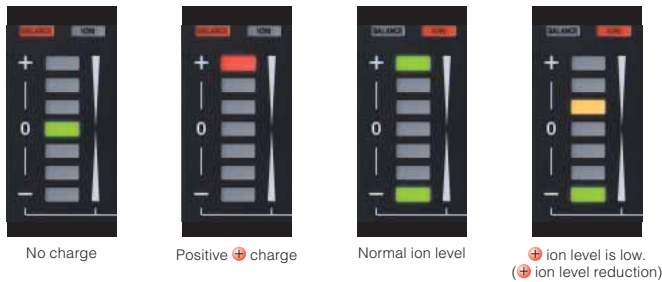 BALANCE ION
+
0
−
No charge
BALANCE ION
+
0
−
Positive ⊕ charge
BALANCE ION
+
0
−
Normal ion level
BALANCE ION
+
0
−
⊕ ion level is low.
(⊕ ion level reduction)